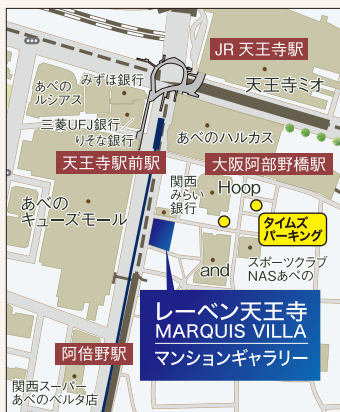 JR 天王寺駅
みずほ銀行
天王寺ミオ
あべの
ルシアス
三菱UFJ銀行
りそな銀行
あべのハルカス
天王寺駅前駅
大阪阿部野橋駅
関西
みらい
銀行
Hoop
あべの
キューズモール
タイムズ
パーキング
and
スポーツクラブ
NASあべの
レーベン天王寺
MARQUIS VILLA
マンションギャラリー
阿倍野駅
関西スーパー
あべのベルタ店